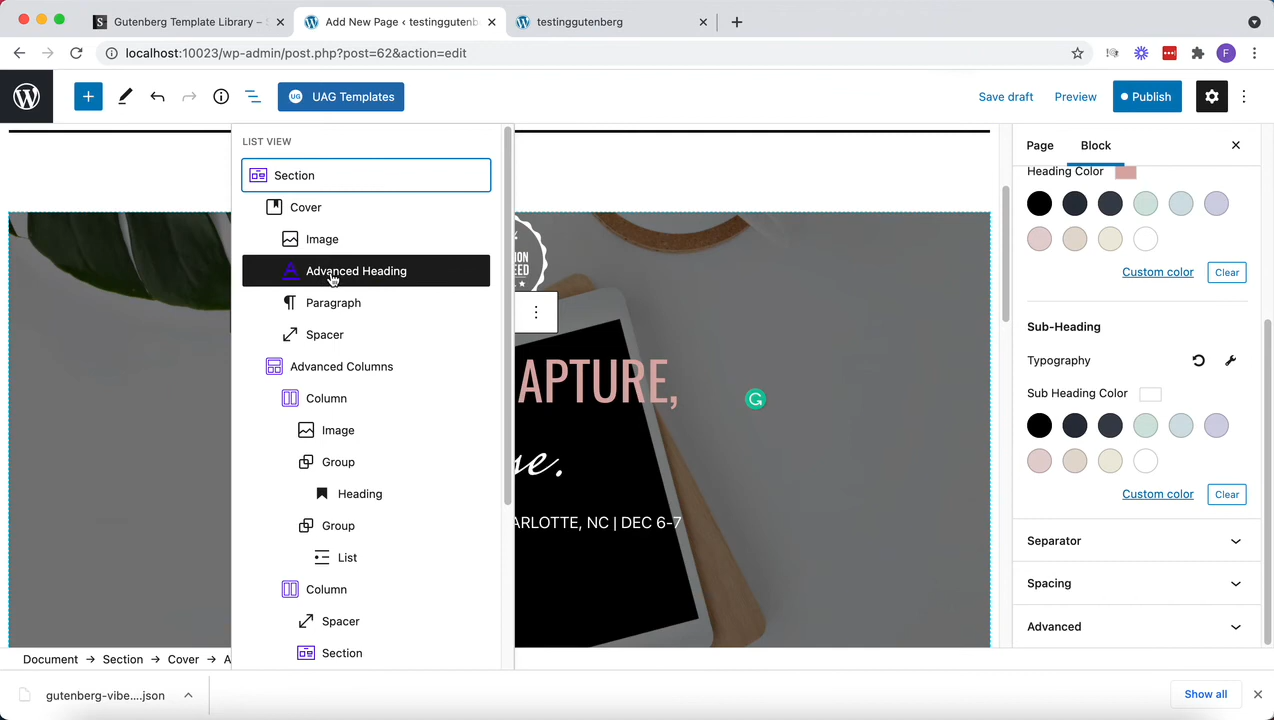 Gutenberg Template Library – S
Add New Page ‹ testinggutenb
testinggutenberg
localhost:10023/wp-admin/post.php?post=62&action=edit
F
UG UAG Templates
Save draft
Preview
Publish
LIST VIEW
Section
Cover
Image
Advanced Heading
Paragraph
Spacer
Advanced Columns
Column
Image
Group
Heading
Group
List
Column
Spacer
Section
APTURE,
se.
ARLOTTE, NC | DEC 6-7
Page
Block
Heading Color
Custom color
Clear
Sub-Heading
Typography
Sub Heading Color
Custom color
Clear
Separator
Spacing
Advanced
Document → Section → Cover → A
gutenberg-vibe....json
Show all